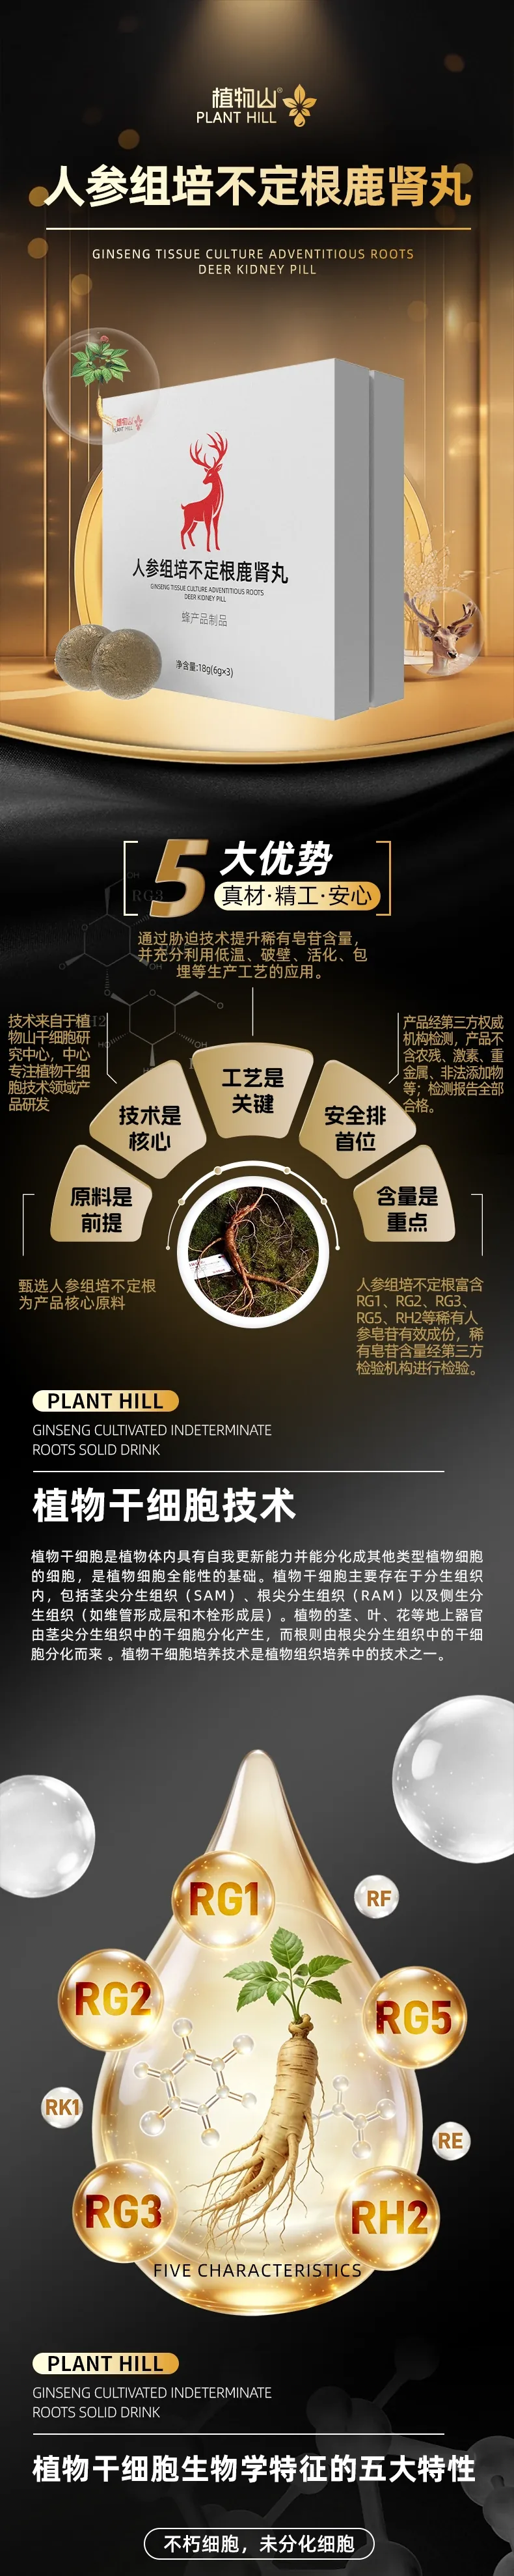 植物山®
PLANT HILL
人参组培不定根鹿肾丸
GINSENG TISSUE CULTURE ADVENTITIOUS ROOTS
DEER KIDNEY PILL
植物山
PLANT HILL
人参组培不定根鹿肾丸
GINSENG TISSUE CULTURE ADVENTITIOUS ROOTS
DEER KIDNEY PILL
蜂产品制品
净含量:18g(6g×3)
5大优势
真材·精工·安心
RG3
通过胁迫技术提升稀有皂苷含量，
并充分利用低温、破壁、活化、包
埋等生产工艺的应用。
技术来自于植
物山干细胞研
究中心，中心
专注植物干细
胞技术领域产
品研发
产品经第三方权威
机构检测，产品不
含农残、激素、重
金属、非法添加物
等；检测报告全部
合格。
工艺是
关键
技术是
核心
安全排
首位
原料是
前提
含量是
重点
甄选人参组培不定根
为产品核心原料
人参组培不定根富含
RG1、RG2、RG3、
RG5、RH2等稀有人
参皂苷有效成份，稀
有皂苷含量经第三方
检验机构进行检验。
PLANT HILL
GINSENG CULTIVATED INDETERMINATE
ROOTS SOLID DRINK
植物干细胞技术
植物干细胞是植物体内具有自我更新能力并能分化成其他类型植物细胞
的细胞，是植物细胞全能性的基础。植物干细胞主要存在于分生组织
内，包括茎尖分生组织（SAM）、根尖分生组织（RAM）以及侧生分
生组织（如维管形成层和木栓形成层）。植物的茎、叶、花等地上器官
由茎尖分生组织中的干细胞分化产生，而根则由根尖分生组织中的干细
胞分化而来 。植物干细胞培养技术是植物组织培养中的技术之一。
RG1
RF
RG2
RG5
RK1
RE
RG3
RH2
FIVE CHARACTERISTICS
PLANT HILL
GINSENG CULTIVATED INDETERMINATE
ROOTS SOLID DRINK
植物干细胞生物学特征的五大特性
不朽细胞，未分化细胞